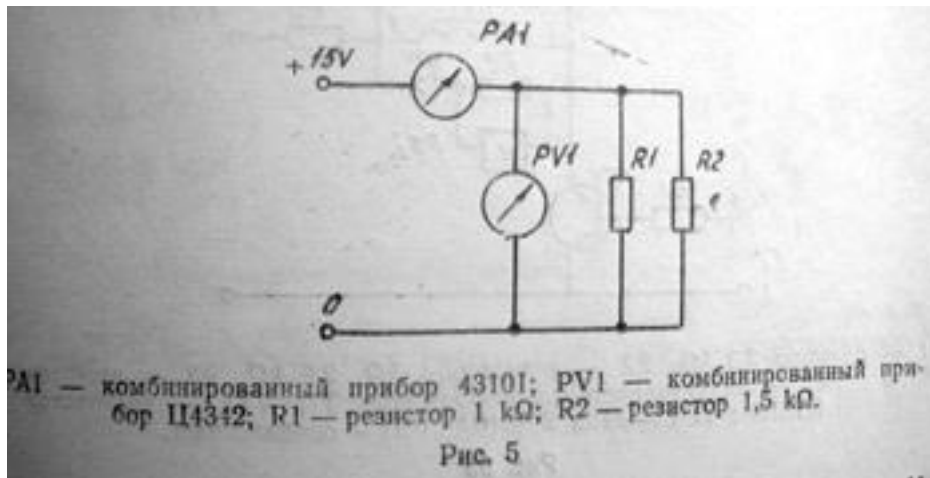 PA1
+ 15V
PV1
R1
R2
0
PA1 — комбинированный прибор 43101; PV1 — комбинированный при-
бор Ц4342; R1 — резистор 1 kΩ; R2 — резистор 1,5 kΩ.
Рис. 5